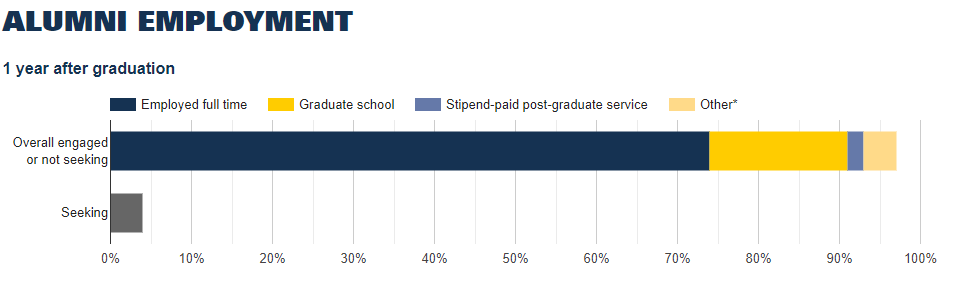 ALUMNI EMPLOYMENT
1 year after graduation
Employed full time
Graduate school
Stipend-paid post-graduate service
Other*
Overall engaged
or not seeking
Seeking
0% 10% 20% 30% 40% 50% 60% 70% 80% 90% 100%